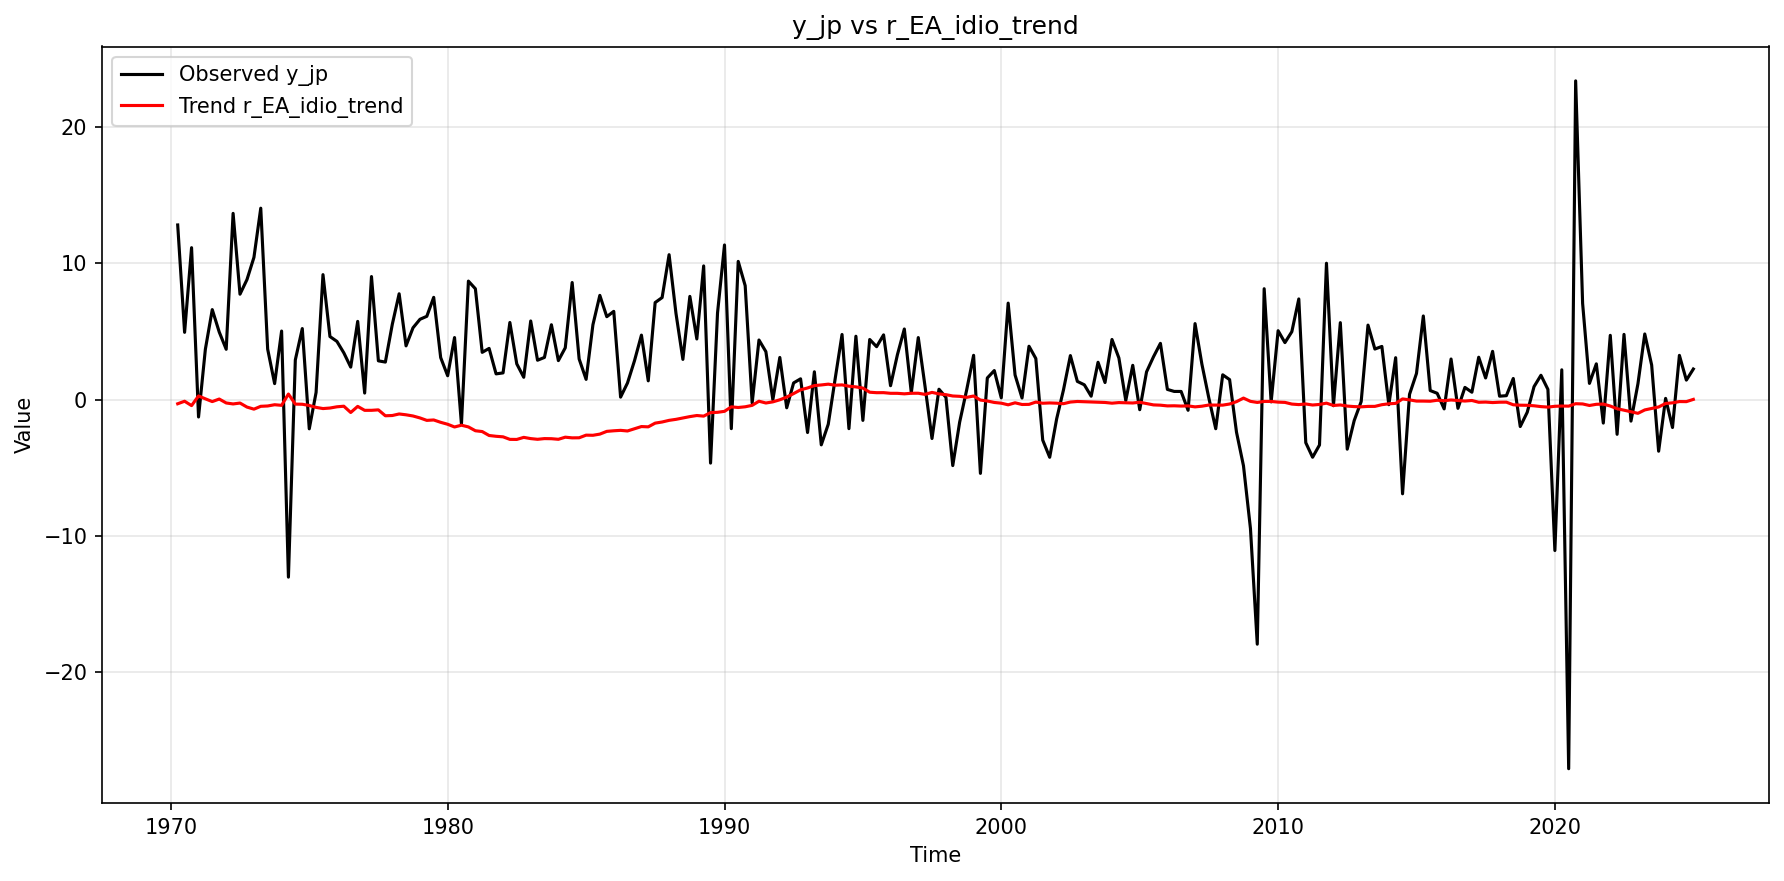 y_jp vs r_EA_idio_trend
Observed y_jp
Trend r_EA_idio_trend
20
10
0
−10
−20
Value
1970
1980
1990
2000
2010
2020
Time